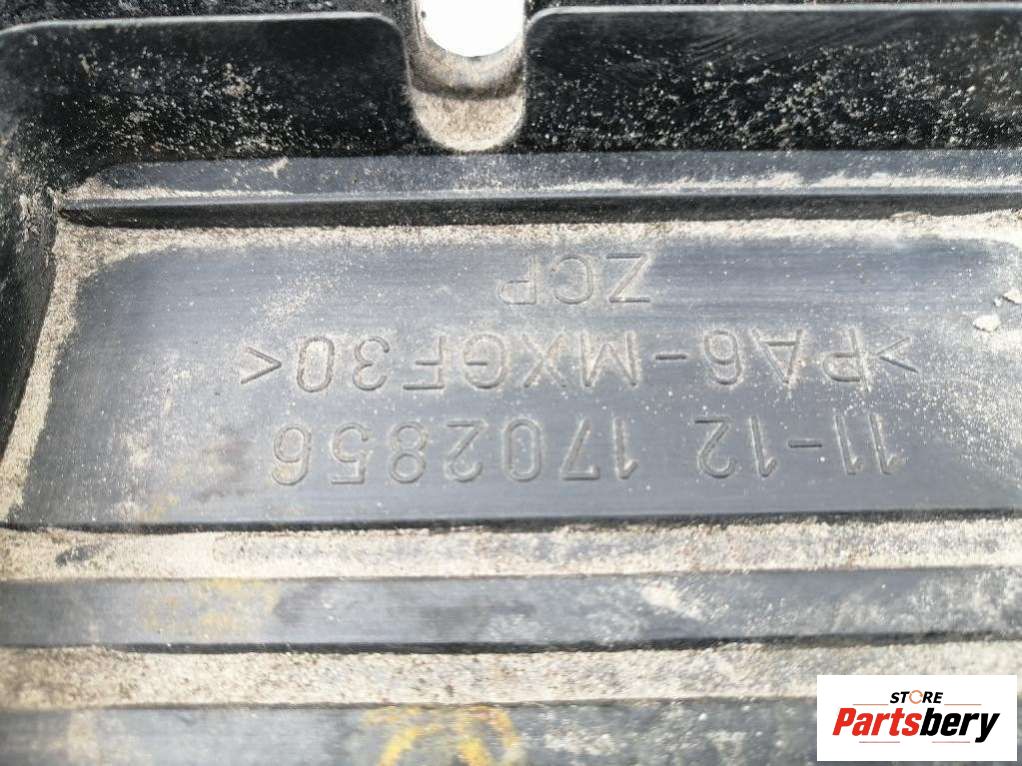 11-12 1702856
>PA6-MXGF30<
ZCP
STORE
Partsbery